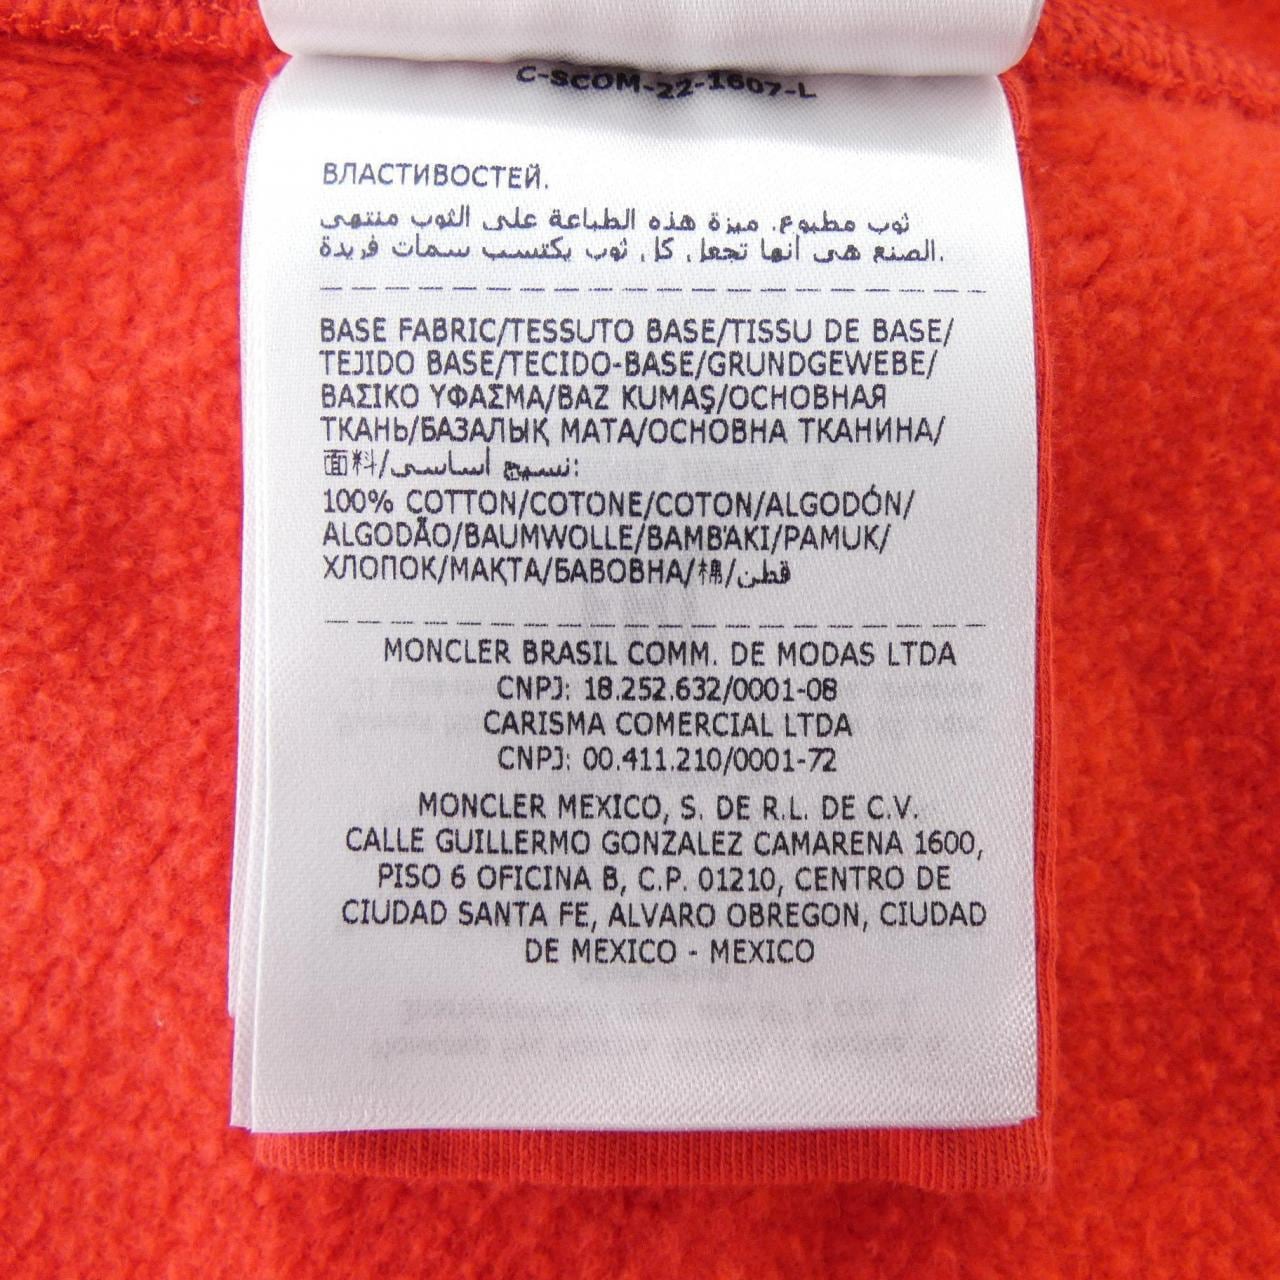 C-SCOM-22-1607-L
ВЛАСТИВОСТЕЙ.
ثوب مطبوع. ميزة هذه الطباعة على الثوب منتهى
الصنع هى انها تجعل , كل , ثوب يكتسب سمات فريدة.
BASE FABRIC/TESSUTO BASE/TISSU DE BASE/
TEJIDO BASE/TECIDO-BASE/GRUNDGEWEBE/
ΒΑΣΙΚΟ ΥΦΑΣΜΑ/BAZ KUMAŞ/ОСНОВНАЯ
ТКАНЬ/БАЗАЛЫҚ МАТА/ОСНОВНА ТКАНИНА/
面料/نسيج أساسى:
100% COTTON/COTONE/COTON/ALGODÓN/
ALGODÃO/BAUMWOLLE/ΒΑΜΒΆΚΙ/PAMUK/
ХЛОПОК/МАҚТА/БАВОВНА/棉/قطن
MONCLER BRASIL COMM. DE MODAS LTDA
CNPJ: 18.252.632/0001-08
CARISMA COMERCIAL LTDA
CNPJ: 00.411.210/0001-72
MONCLER MEXICO, S. DE R.L. DE C.V.
CALLE GUILLERMO GONZALEZ CAMARENA 1600,
PISO 6 OFICINA B, C.P. 01210, CENTRO DE
CIUDAD SANTA FE, ALVARO OBREGON, CIUDAD
DE MEXICO - MEXICO